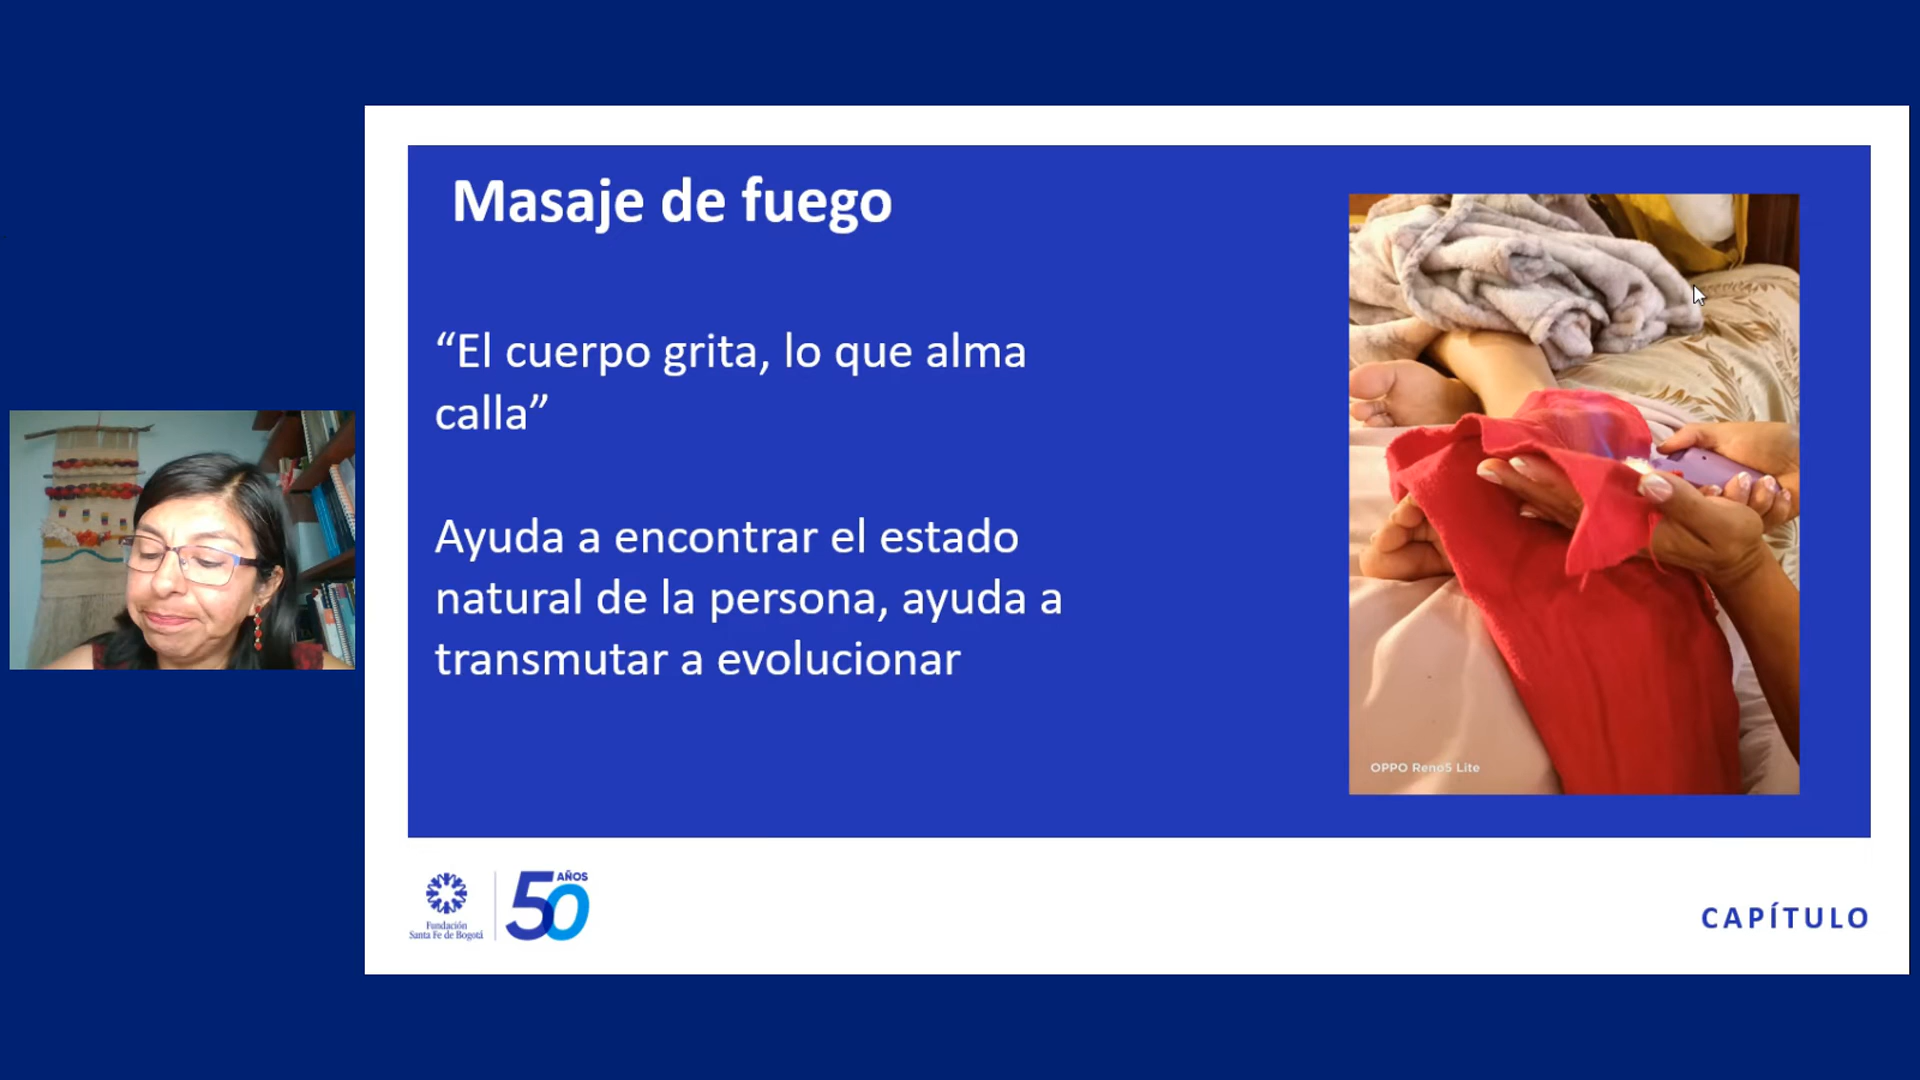 Masaje de fuego
“El cuerpo grita, lo que alma
calla”
Ayuda a encontrar el estado
natural de la persona, ayuda a
transmutar a evolucionar
OPPO Reno5 Lite
Fundación
Santa Fe de Bogotá
50 AÑOS
CAPÍTULO